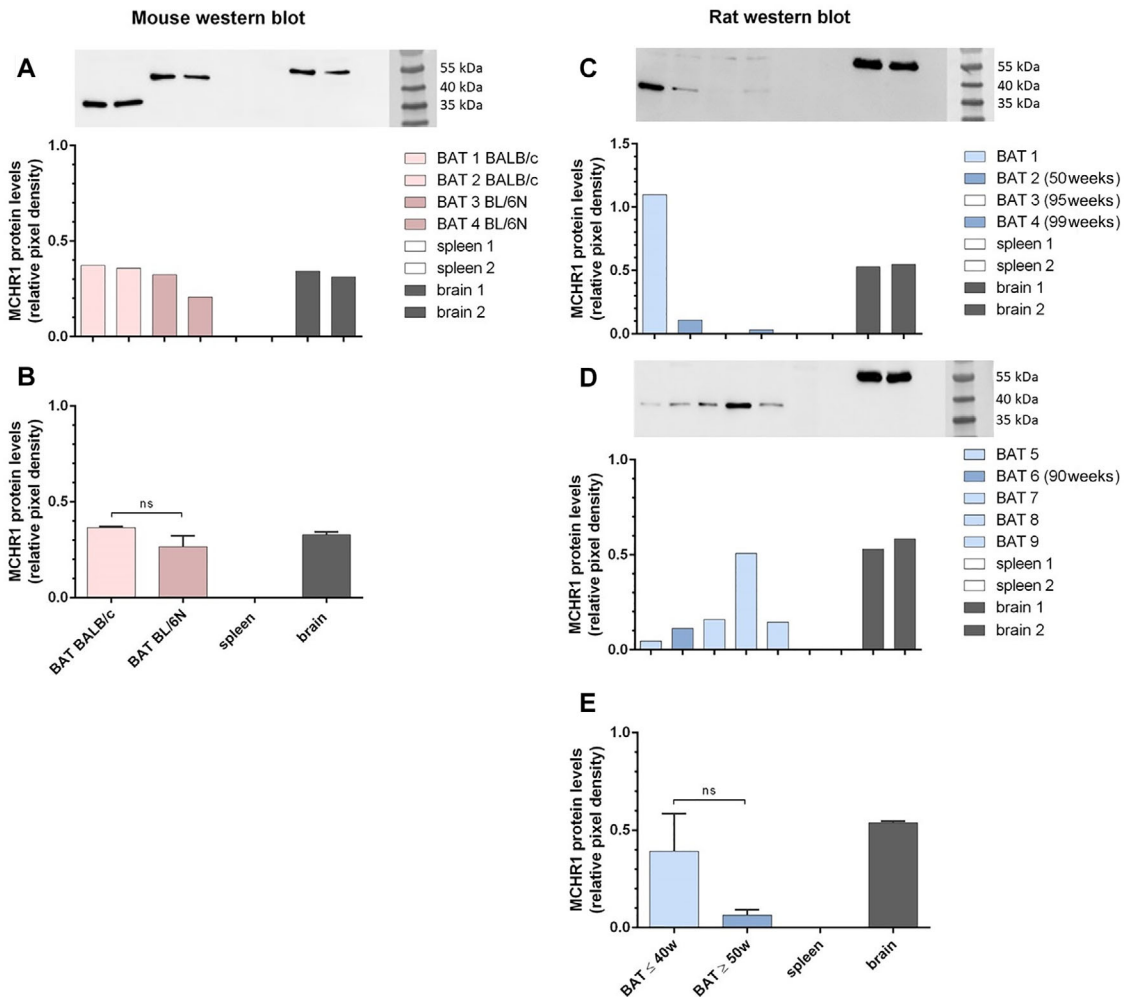 Mouse western blot
A
55 kDa
40 kDa
35 kDa
MCHR1 protein levels
(relative pixel density)
1.0
0.5
0.0
BAT 1 BALB/c
BAT 2 BALB/c
BAT 3 BL/6N
BAT 4 BL/6N
spleen 1
spleen 2
brain 1
brain 2
B
MCHR1 protein levels
(relative pixel density)
1.0
0.5
0.0
ns
BAT BALB/c
BAT BL/6N
spleen
brain
Rat western blot
C
55 kDa
40 kDa
35 kDa
MCHR1 protein levels
(relative pixel density)
1.5
1.0
0.5
0.0
BAT 1
BAT 2 (50weeks)
BAT 3 (95weeks)
BAT 4 (99weeks)
spleen 1
spleen 2
brain 1
brain 2
D
55 kDa
40 kDa
35 kDa
MCHR1 protein levels
(relative pixel density)
1.0
0.5
0.0
BAT 5
BAT 6 (90weeks)
BAT 7
BAT 8
BAT 9
spleen 1
spleen 2
brain 1
brain 2
E
MCHR1 protein levels
(relative pixel density)
1.0
0.5
0.0
ns
BAT ≤ 40w
BAT ≥ 50w
spleen
brain